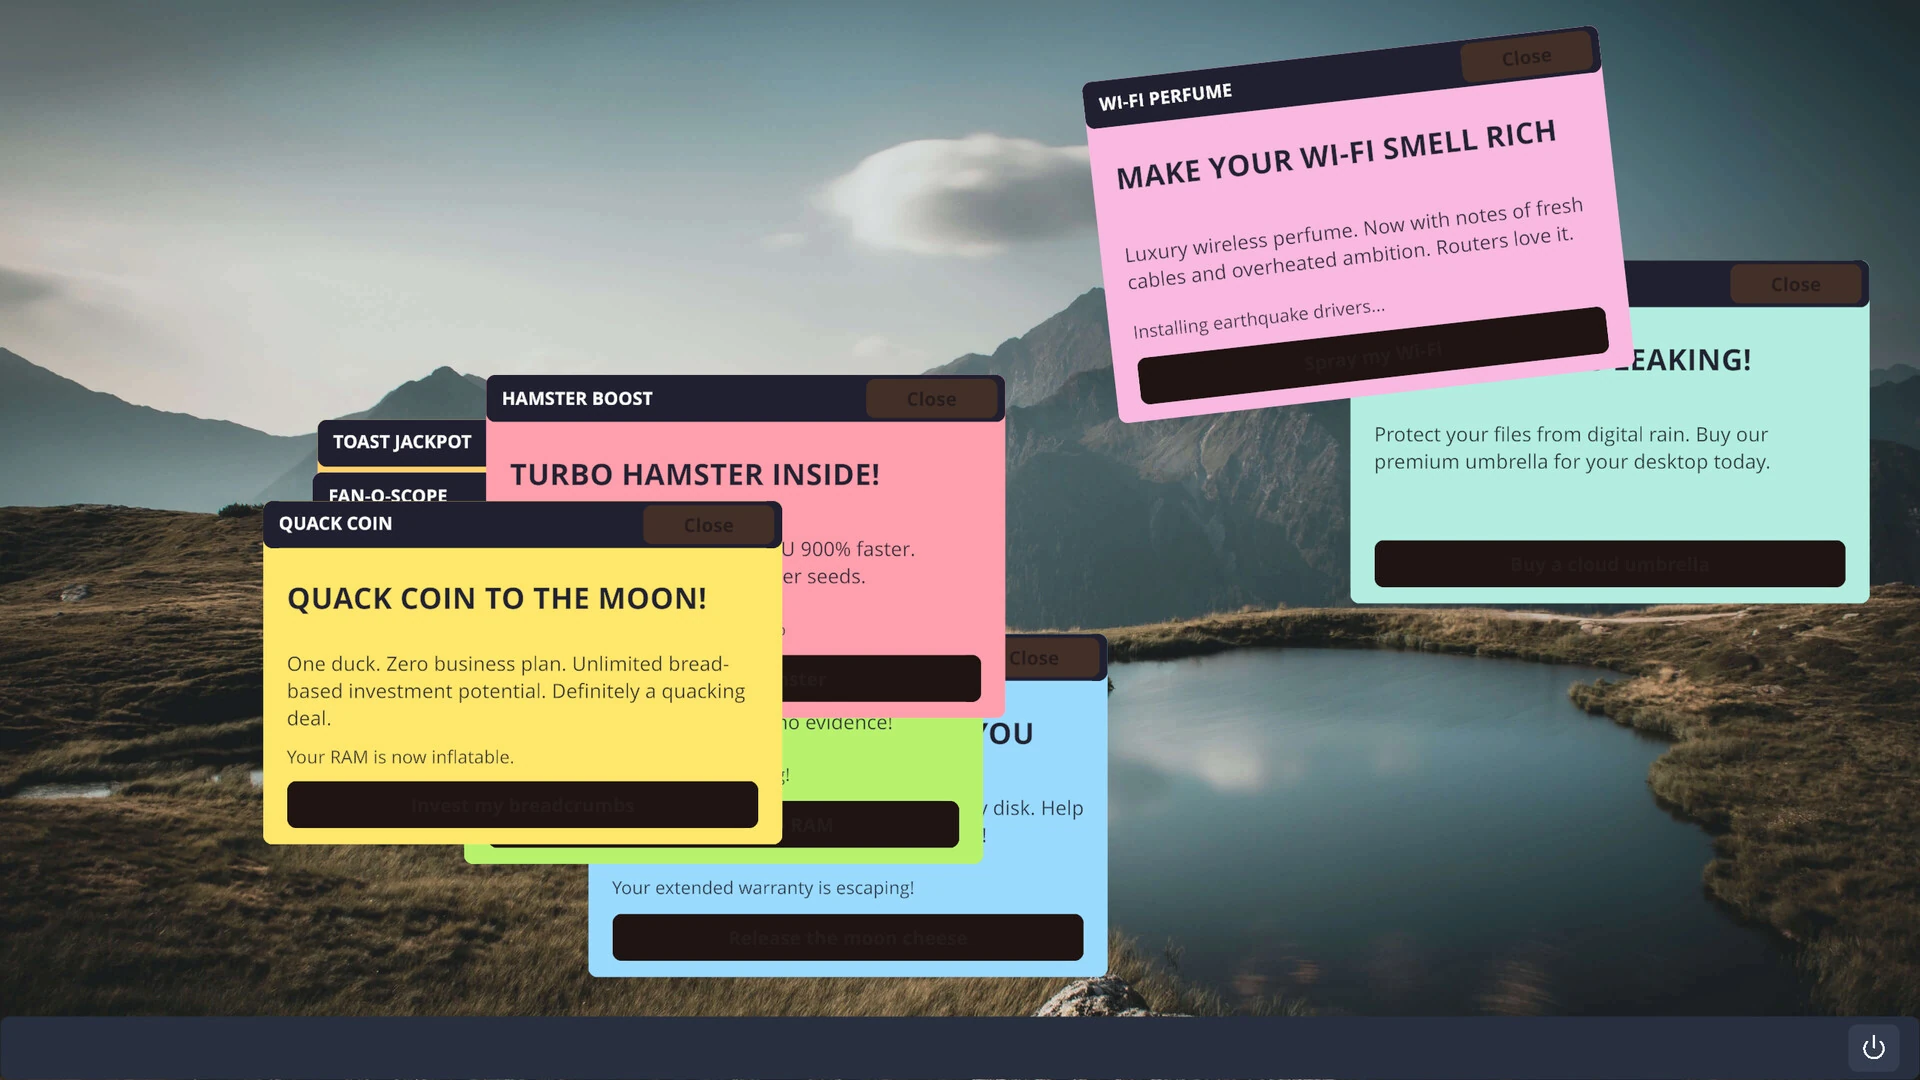 WI-FI PERFUME
Close
MAKE YOUR WI-FI SMELL RICH
Luxury wireless perfume. Now with notes of fresh
cables and overheated ambition. Routers love it.
Installing earthquake drivers...
Spray my Wi-Fi
Close
LEAKING!
Protect your files from digital rain. Buy our
premium umbrella for your desktop today.
Buy a cloud umbrella
HAMSTER BOOST
Close
TURBO HAMSTER INSIDE!
900% faster.
seeds.
TOAST JACKPOT
FAN-O-SCOPE
QUACK COIN
Close
QUACK COIN TO THE MOON!
One duck. Zero business plan. Unlimited bread-
based investment potential. Definitely a quacking
deal.
Your RAM is now inflatable.
Invest my breadcrumbs
no evidence!
RAM
Close
YOU
disk. Help
Your extended warranty is escaping!
Release the moon cheese